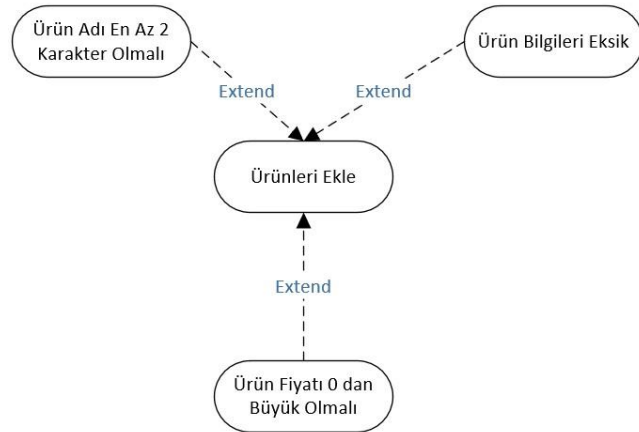 Ürün Adı En Az 2
Karakter Olmalı
Ürün Bilgileri Eksik
Extend
Extend
Ürünleri Ekle
Extend
Ürün Fiyatı 0 dan
Büyük Olmalı